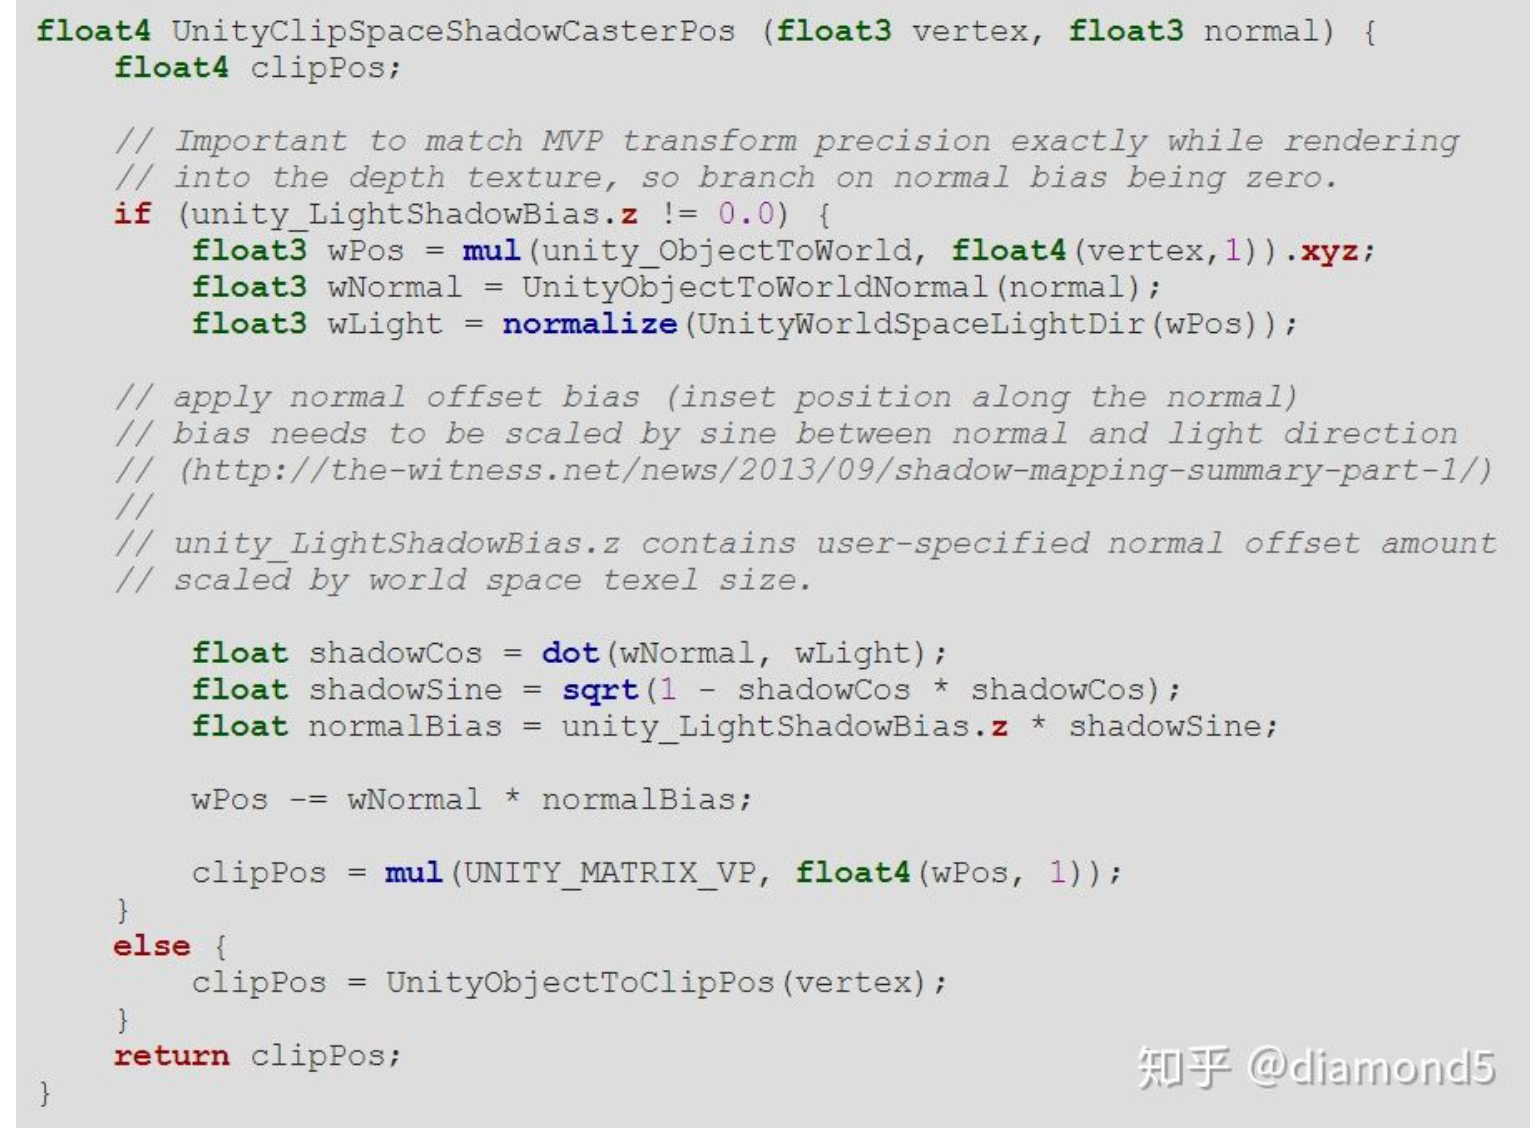 float4 UnityClipSpaceShadowCasterPos (float3 vertex, float3 normal) {
    float4 clipPos;

    // Important to match MVP transform precision exactly while rendering
    // into the depth texture, so branch on normal bias being zero.
    if (unity_LightShadowBias.z != 0.0) {
        float3 wPos = mul(unity_ObjectToWorld, float4(vertex,1)).xyz;
        float3 wNormal = UnityObjectToWorldNormal(normal);
        float3 wLight = normalize(UnityWorldSpaceLightDir(wPos));

    // apply normal offset bias (inset position along the normal)
    // bias needs to be scaled by sine between normal and light direction
    // (http://the-witness.net/news/2013/09/shadow-mapping-summary-part-1/)
    //
    // unity_LightShadowBias.z contains user-specified normal offset amount
    // scaled by world space texel size.

        float shadowCos = dot(wNormal, wLight);
        float shadowSine = sqrt(1 - shadowCos * shadowCos);
        float normalBias = unity_LightShadowBias.z * shadowSine;

        wPos -= wNormal * normalBias;

        clipPos = mul(UNITY_MATRIX_VP, float4(wPos, 1));
    }
    else {
        clipPos = UnityObjectToClipPos(vertex);
    }
    return clipPos;
}
知乎 @diamond5